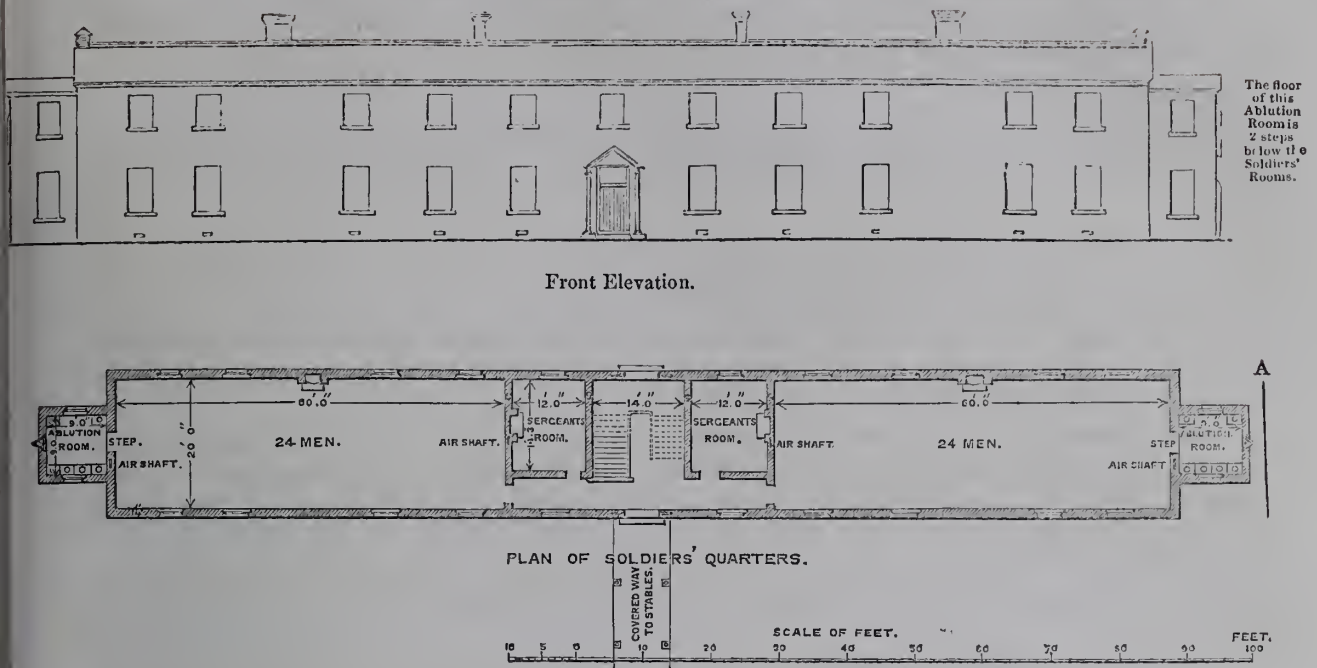 The floor
of this
Ablution
Room is
2 steps
below the
Soldiers'
Rooms.
Front Elevation.
A
60'.0"
12'.0"
14'.0"
12'.0"
60'.0"
9.0"
ABLUTION
ROOM.
STEP.
AIR SHAFT.
20'.0"
24 MEN.
AIR SHAFT.
SERGEANTS
ROOM.
SERGEANTS
ROOM.
AIR SHAFT.
24 MEN.
STEP
AIR SHAFT
ABLUTION
ROOM.
PLAN OF SOLDIERS' QUARTERS.
COVERED WAY
TO STABLES.
SCALE OF FEET.
FEET.
10 5 0 10 20 30 40 50 60 70 80 90 100